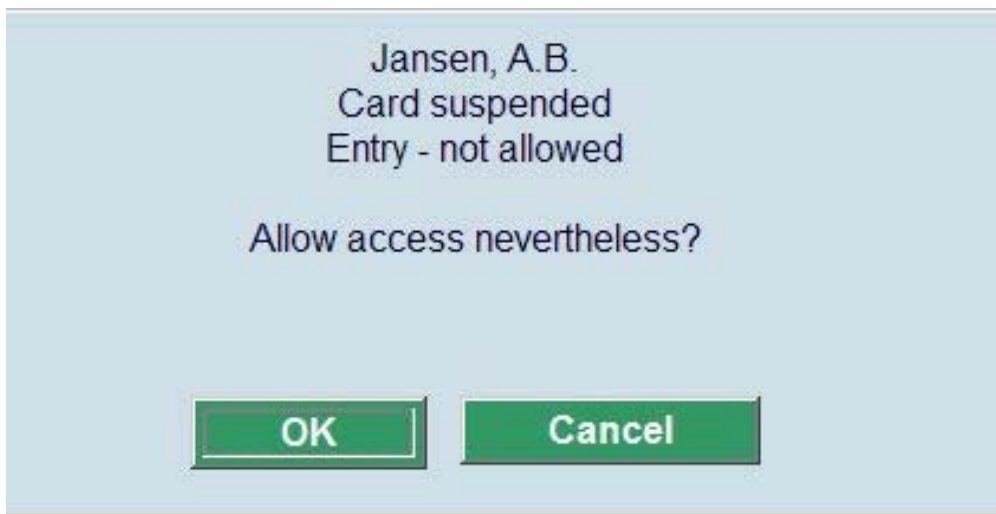 Jansen, A.B.
Card suspended
Entry - not allowed
Allow access nevertheless?
OK
Cancel